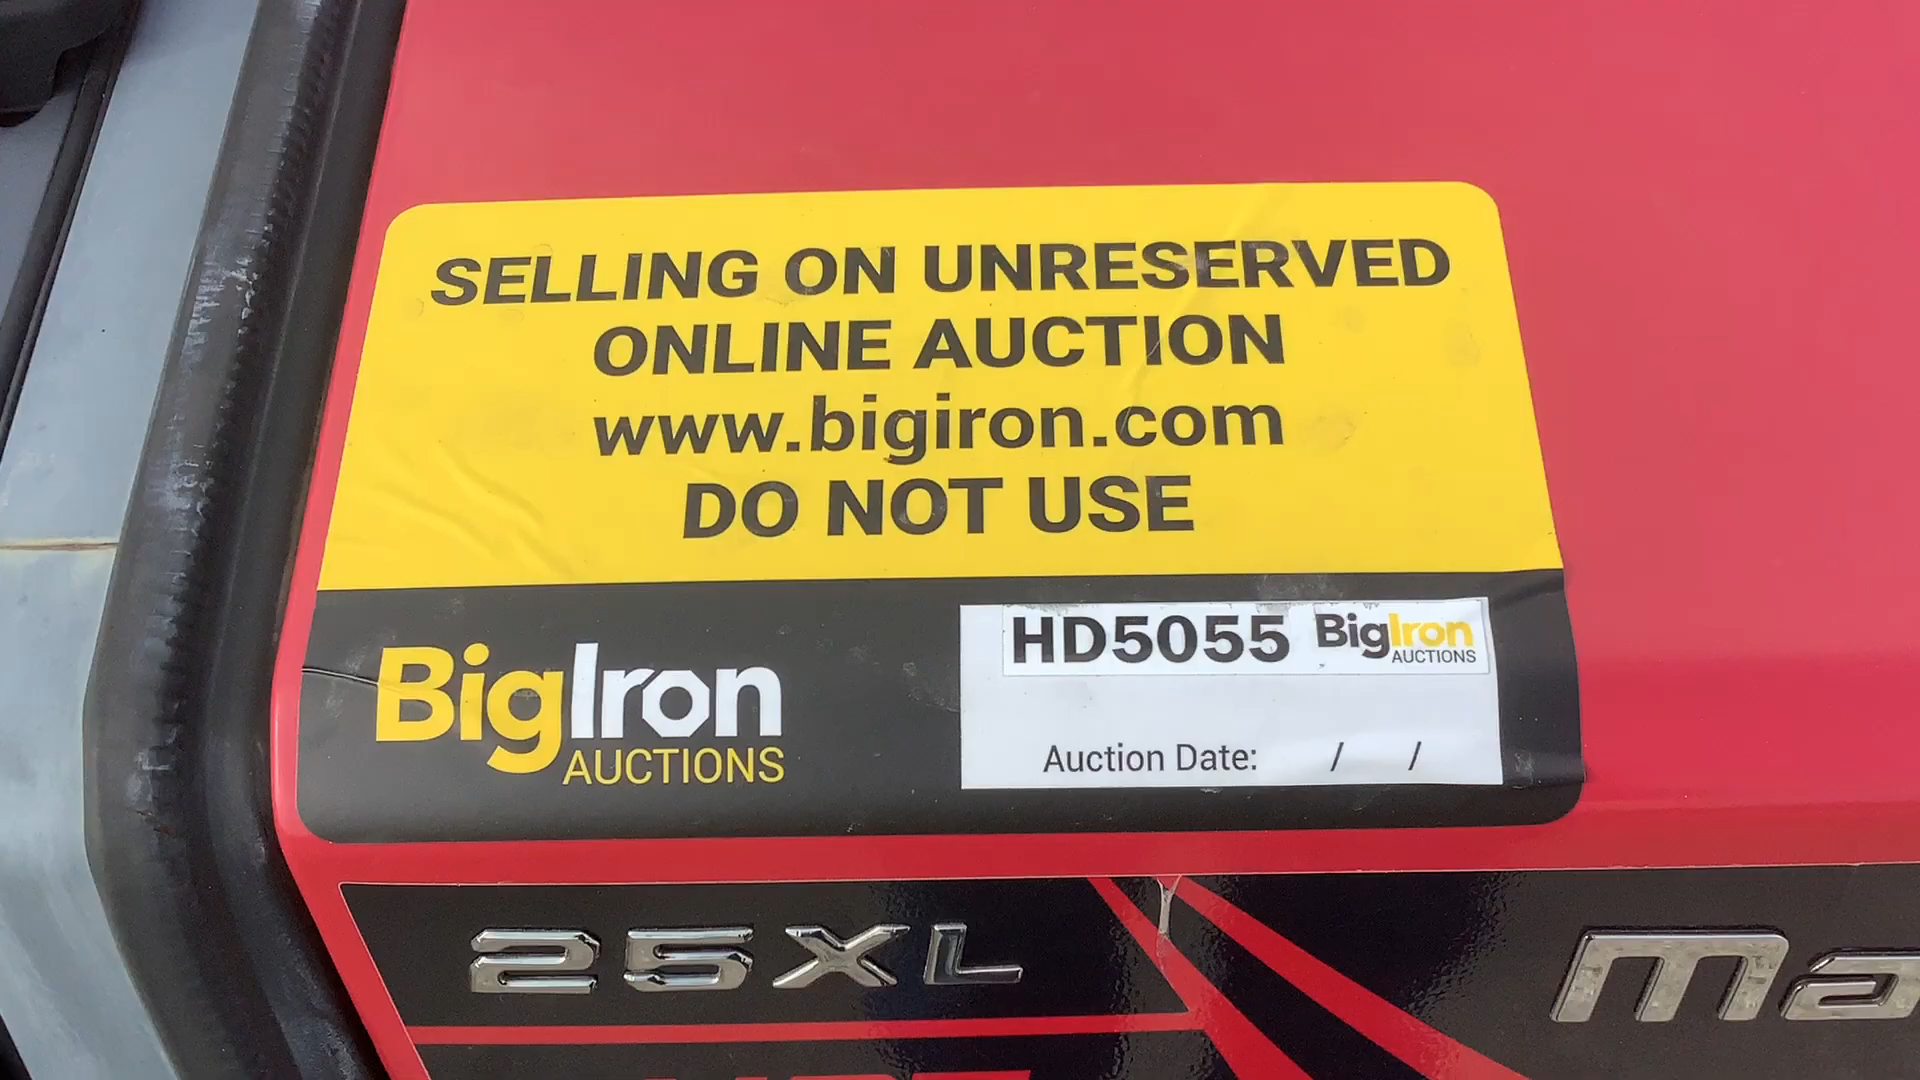 SELLING ON UNRESERVED
ONLINE AUCTION
www.bigiron.com
DO NOT USE
BigIron
AUCTIONS
HD5055 BigIron
AUCTIONS
Auction Date: / /
25XL
Ma